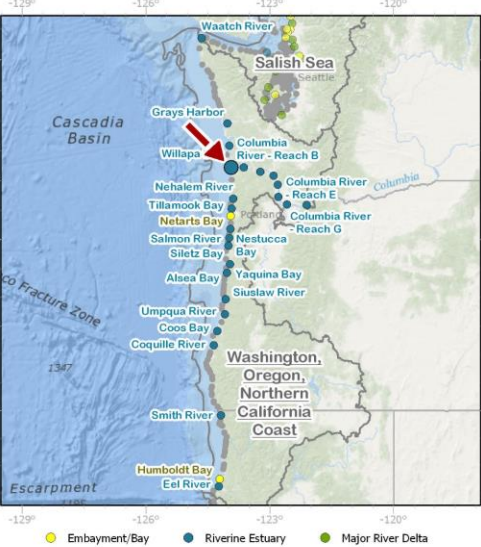 -129° -126° -123° -120°
Waatch River
Salish Sea
Seattle
Cascadia
Basin
Grays Harbor
Columbia
River - Reach B
Willapa
Columbia River
- Reach E
Columbia
Nehalem River
Tillamook Bay
Netarts Bay
Portland
Columbia River
- Reach G
Salmon River
Nestucca
Bay
Siletz Bay
Yaquina Bay
Alsea Bay
Siuslaw River
co Fracture Zone
Umpqua River
Coos Bay
Coquille River
Washington,
Oregon,
Northern
California
Coast
1347
Smith River
Humboldt Bay
Eel River
Escarpment
-129° -126° -123° -120°
Embayment/Bay Riverine Estuary Major River Delta